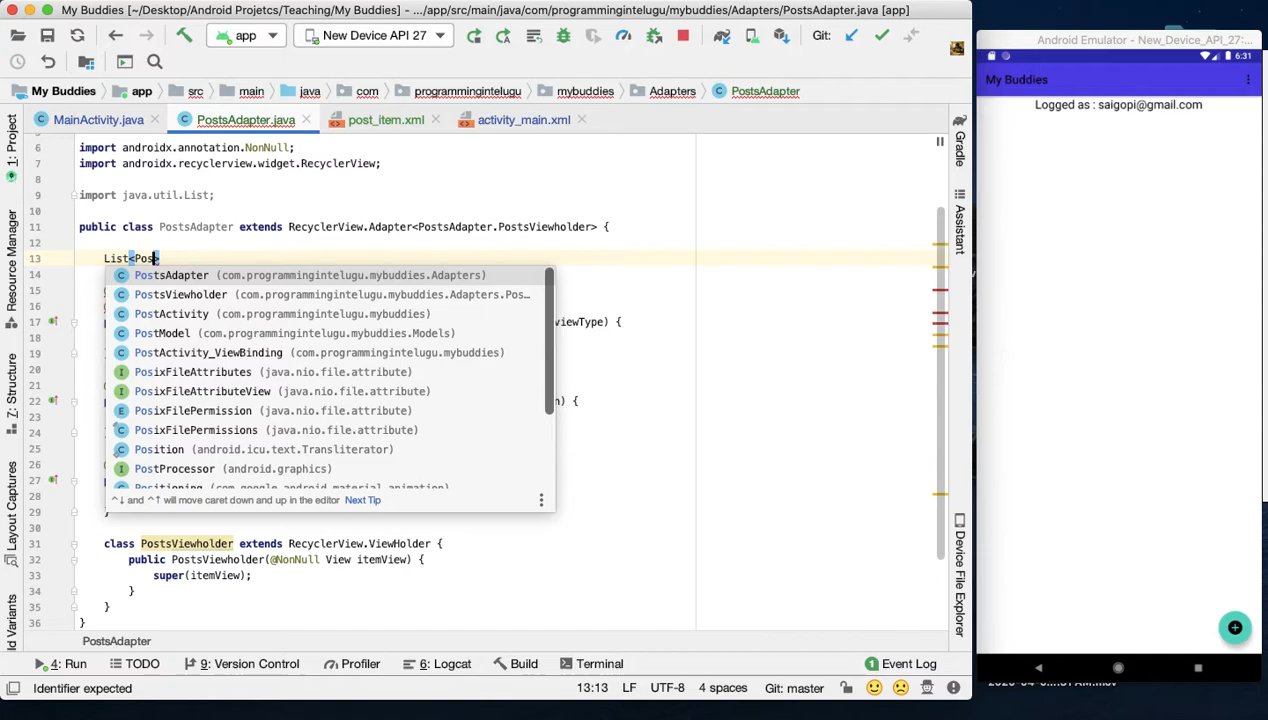 My Buddies [~/Desktop/Android Projetcs/Teaching/My Buddies] - .../app/src/main/java/com/programmingintelugu/mybuddies/Adapters/PostsAdapter.java [app]
app
New Device API 27
Git:
My Buddies
app
src
main
java
com
programmingintelugu
mybuddies
Adapters
PostsAdapter
MainActivity.java
PostsAdapter.java
post_item.xml
activity_main.xml
1: Project
Resource Manager
7: Structure
Layout Captures
ld Variants
6 import androidx.annotation.NonNull;
7 import androidx.recyclerview.widget.RecyclerView;
8
9 import java.util.List;
10
11 public class PostsAdapter extends RecyclerView.Adapter<PostsAdapter.PostsViewholder> {
12
13 List<Pos>
14
15
16
17 viewType) {
18
19
20
21
22 n) {
23
24
25
26
27
28
29 }
30
31 class PostsViewholder extends RecyclerView.ViewHolder {
32 public PostsViewholder(@NonNull View itemView) {
33 super(itemView);
34 }
35 }
36 }
PostsAdapter (com.programmingintelugu.mybuddies.Adapters)
PostsViewholder (com.programmingintelugu.mybuddies.Adapters.Pos...
PostActivity (com.programmingintelugu.mybuddies)
PostModel (com.programmingintelugu.mybuddies.Models)
PostActivity_ViewBinding (com.programmingintelugu.mybuddies)
PosixFileAttributes (java.nio.file.attribute)
PosixFileAttributeView (java.nio.file.attribute)
PosixFilePermission (java.nio.file.attribute)
PosixFilePermissions (java.nio.file.attribute)
Position (android.icu.text.Transliterator)
PostProcessor (android.graphics)
Positioning (com.google.android.material.animation)
^↓ and ^↑ will move caret down and up in the editor Next Tip
PostsAdapter
Gradle
Assistant
Device File Explorer
4: Run
TODO
9: Version Control
Profiler
6: Logcat
Build
Terminal
Event Log
Identifier expected
13:13
LF
UTF-8
4 spaces
Git: master
Android Emulator - New_Device_API_27:...
6:31
My Buddies
Logged as : saigopi@gmail.com